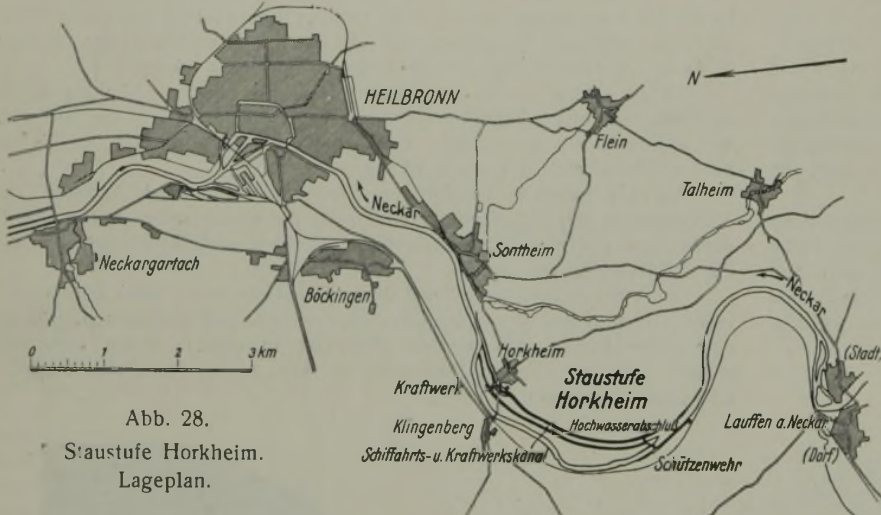 HEILBRONN
N
Flein
Talheim
Neckar
Sontheim
Neckargartach
Böckingen
Neckar
0 1 2 3 km
Horkheim
Staustufe
Horkheim
(Stadt)
Kraftwerk
Hochwasserabschluß
Lauffen a. Neckar
Klingenberg
Schiffahrts- u. Kraftwerkskanal
Schützenwehr
(Dorf)
Abb. 28.
Staustufe Horkheim.
Lageplan.